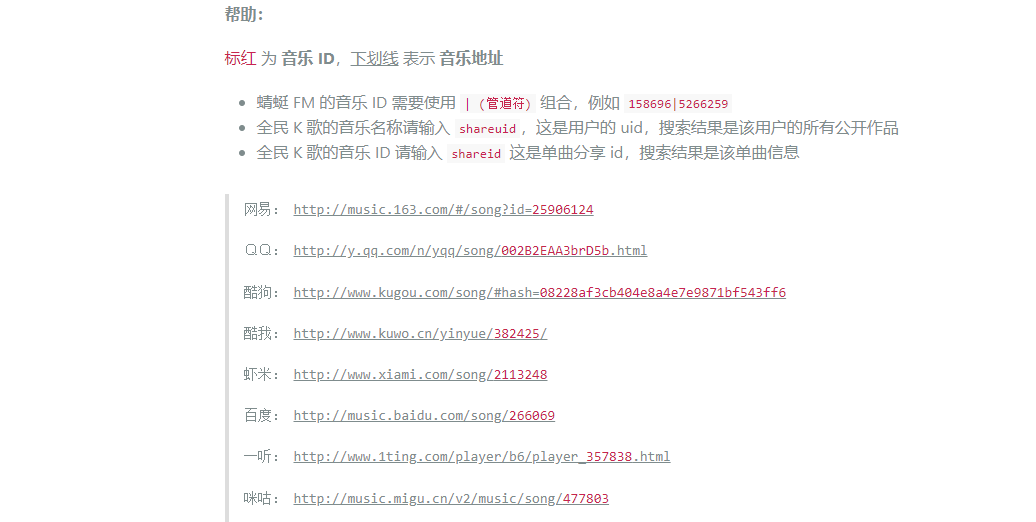 帮助：
标红 为 音乐 ID，下划线 表示 音乐地址
蜻蜓 FM 的音乐 ID 需要使用 | (管道符) 组合，例如 158696|5266259
全民 K 歌的音乐名称请输入 shareuid ，这是用户的 uid，搜索结果是该用户的所有公开作品
全民 K 歌的音乐 ID 请输入 shareid 这是单曲分享 id，搜索结果是该单曲信息
网易： http://music.163.com/#/song?id=25906124
ＱＱ： http://y.qq.com/n/yqq/song/002B2EAA3brD5b.html
酷狗： http://www.kugou.com/song/#hash=08228af3cb404e8a4e7e9871bf543ff6
酷我： http://www.kuwo.cn/yinyue/382425/
虾米： http://www.xiami.com/song/2113248
百度： http://music.baidu.com/song/266069
一听： http://www.1ting.com/player/b6/player_357838.html
咪咕： http://music.migu.cn/v2/music/song/477803